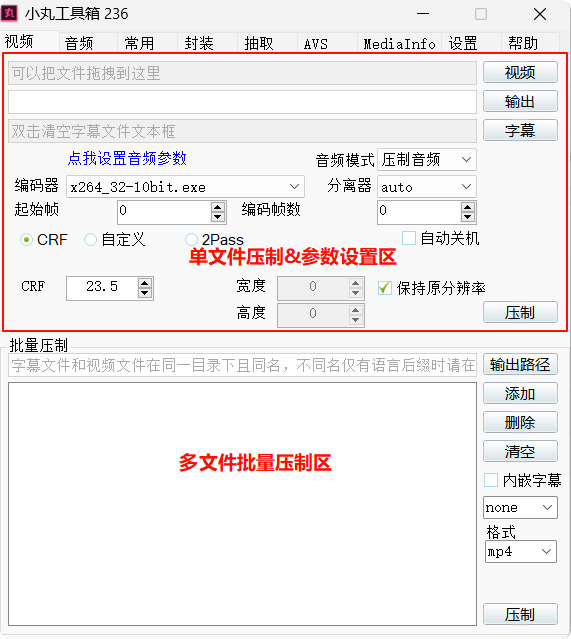 丸 小丸工具箱 236
视频 音频 常用 封装 抽取 AVS MediaInfo 设置 帮助
可以把文件拖拽到这里 视频
输出
双击清空字幕文件文本框 字幕
点我设置音频参数 音频模式 压制音频
编码器 x264_32-10bit.exe 分离器 auto
起始帧 0 编码帧数 0
CRF 自定义 2Pass 自动关机
单文件压制&参数设置区
CRF 23.5 宽度 0 保持原分辨率
高度 0 压制
批量压制
字幕文件和视频文件在同一目录下且同名，不同名仅有语言后缀时请在 输出路径
添加
删除
清空
多文件批量压制区
内嵌字幕
none
格式
mp4
压制